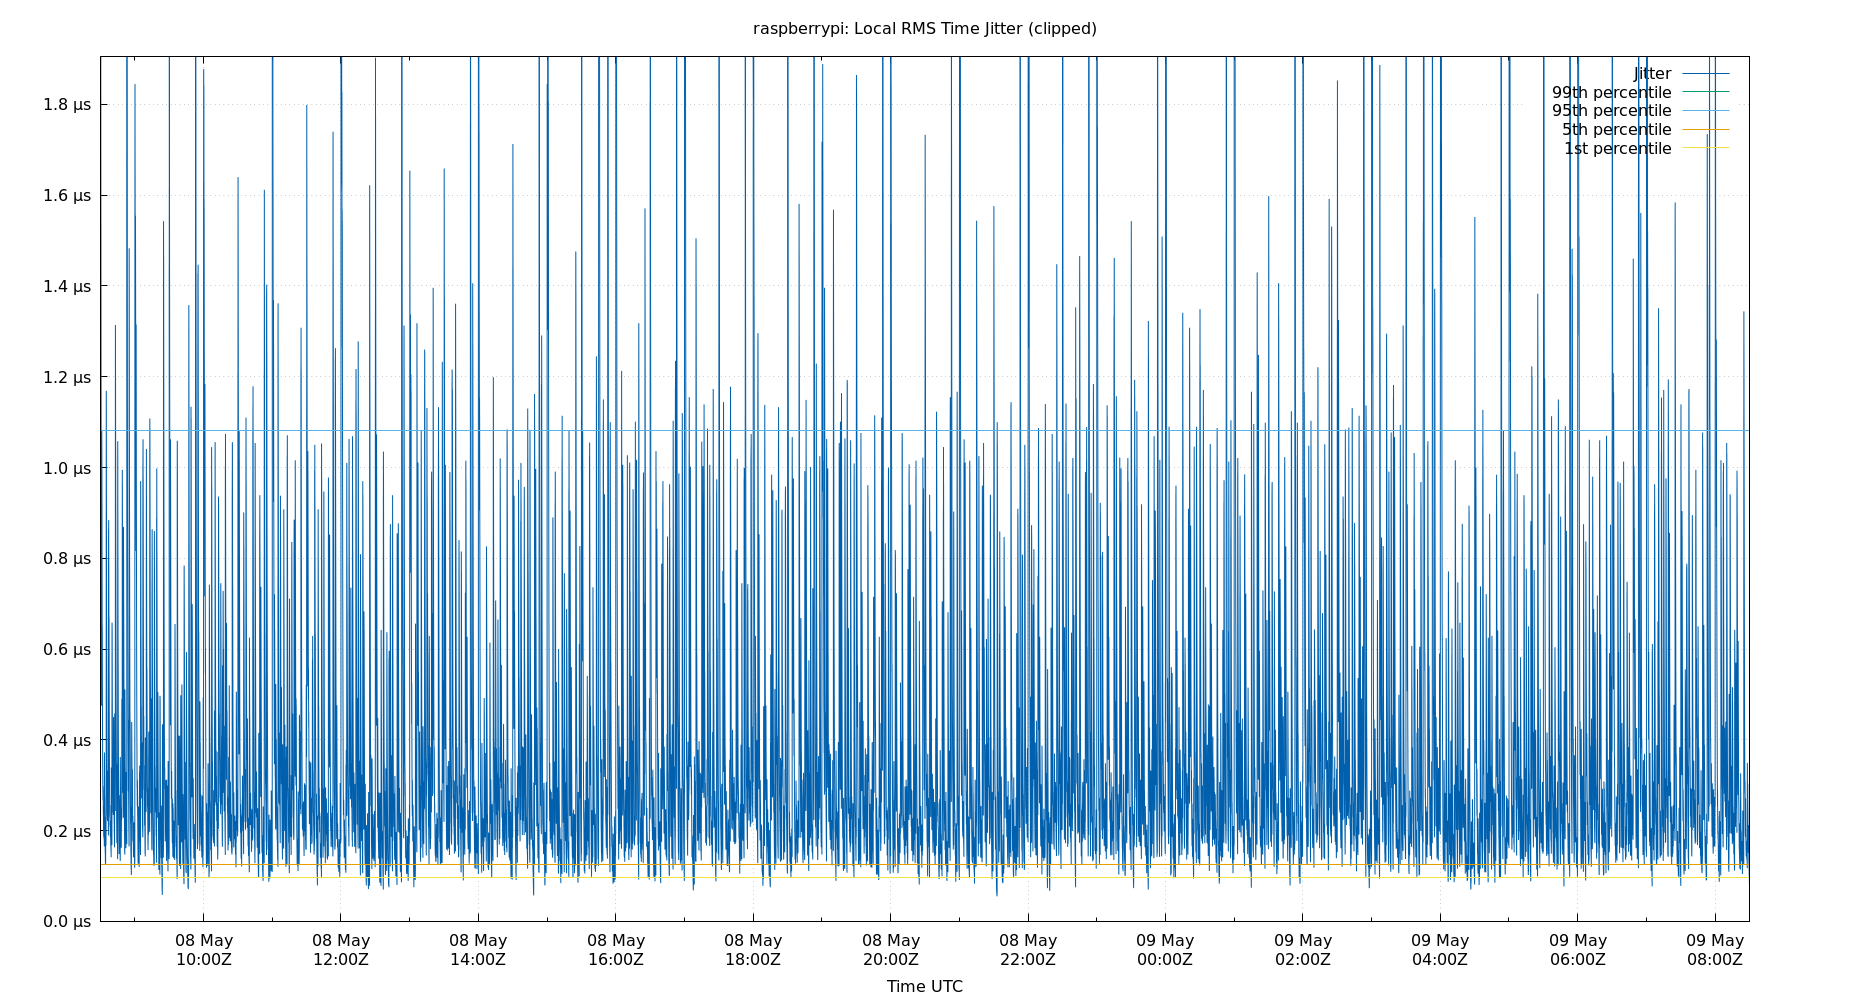 raspberrypi: Local RMS Time Jitter (clipped)
Jitter
99th percentile
95th percentile
5th percentile
1st percentile
1.8 µs
1.6 µs
1.4 µs
1.2 µs
1.0 µs
0.8 µs
0.6 µs
0.4 µs
0.2 µs
0.0 µs
08 May 08 May 08 May 08 May 08 May 08 May 08 May 09 May 09 May 09 May 09 May 09 May
10:00Z 12:00Z 14:00Z 16:00Z 18:00Z 20:00Z 22:00Z 00:00Z 02:00Z 04:00Z 06:00Z 08:00Z
Time UTC